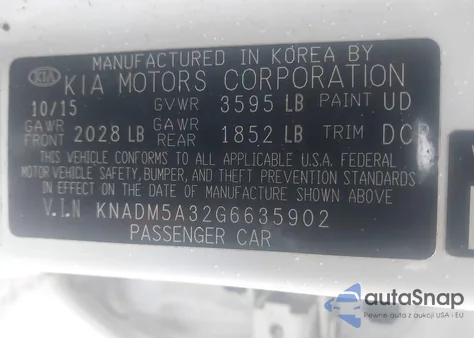 MANUFACTURED IN KOREA BY
KIA KIA MOTORS CORPORATION
10/15 GVWR 3595 LB PAINT UD
GAWR FRONT 2028 LB GAWR REAR 1852 LB TRIM
THIS VEHICLE CONFORMS TO ALL APPLICABLE U.S.A. FEDERAL
MOTOR VEHICLE SAFETY, BUMPER, AND THEFT PREVENTION STANDARDS
IN EFFECT ON THE DATE OF MANUFACTURE SHOWN ABOVE
V.I.N KNADM5A32G6635902
PASSENGER CAR
autoSnap
Pewne auta z aukcji USA i EU